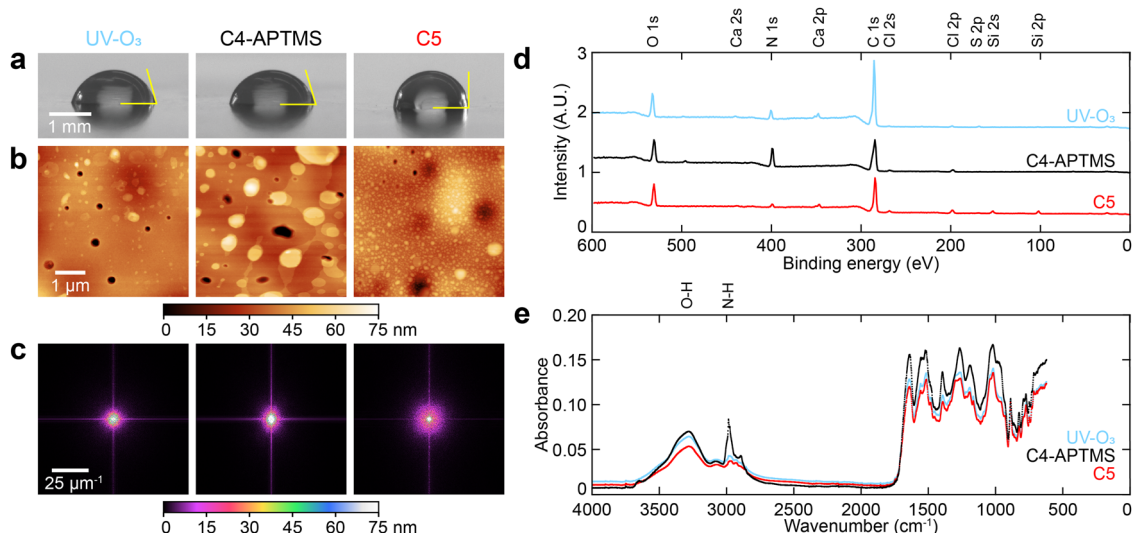 UV-O₃ C4-APTMS C5
a
1 mm
b
1 µm
0 15 30 45 60 75 nm
c
25 µm⁻¹
0 15 30 45 60 75 nm
d
O 1s Ca 2s N 1s Ca 2p C 1s Cl 2s Cl 2p S 2p Si 2s Si 2p
Intensity (A.U.)
3
2
1
0
UV-O₃
C4-APTMS
C5
600 500 400 300 200 100 0
Binding energy (eV)
e
O-H N-H
Absorbance
0.20
0.15
0.10
0.05
0
UV-O₃
C4-APTMS
C5
4000 3500 3000 2500 2000 1500 1000 500 0
Wavenumber (cm⁻¹)